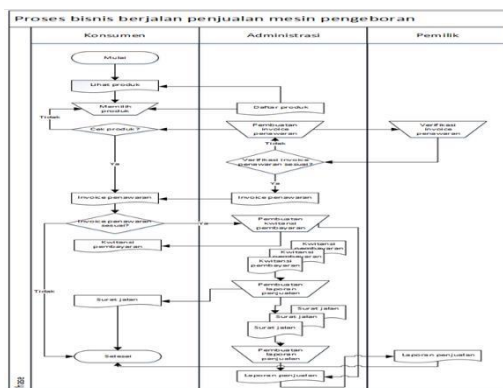 Proses bisnis berjalan penjualan mesin pengeboran
Konsumen
Administrasi
Pemilik
Mulai
Lihat produk
Daftar produk
Memilih
produk
Tidak
Cek produk?
Pembuatan
invoice
penawaran
Verifikasi
invoice
penawaran
Tidak
Verifikasi invoice
penawaran sesuai?
Ya
Ya
Invoice penawaran
Invoice penawaran
Invoice penawaran
sesuai?
Ya
Pembuatan
kwitansi
pembayaran
Kwitansi
pembayaran
Kwitansi
pembayaran
Kwitansi
pembayaran
Kwitansi
pembayaran
Tidak
Pembuatan
laporan
penjualan
Surat jalan
Surat jalan
Surat jalan
Surat jalan
Pembuatan
laporan
penjualan
Selesai
Laporan penjualan
Laporan penjualan
Phase